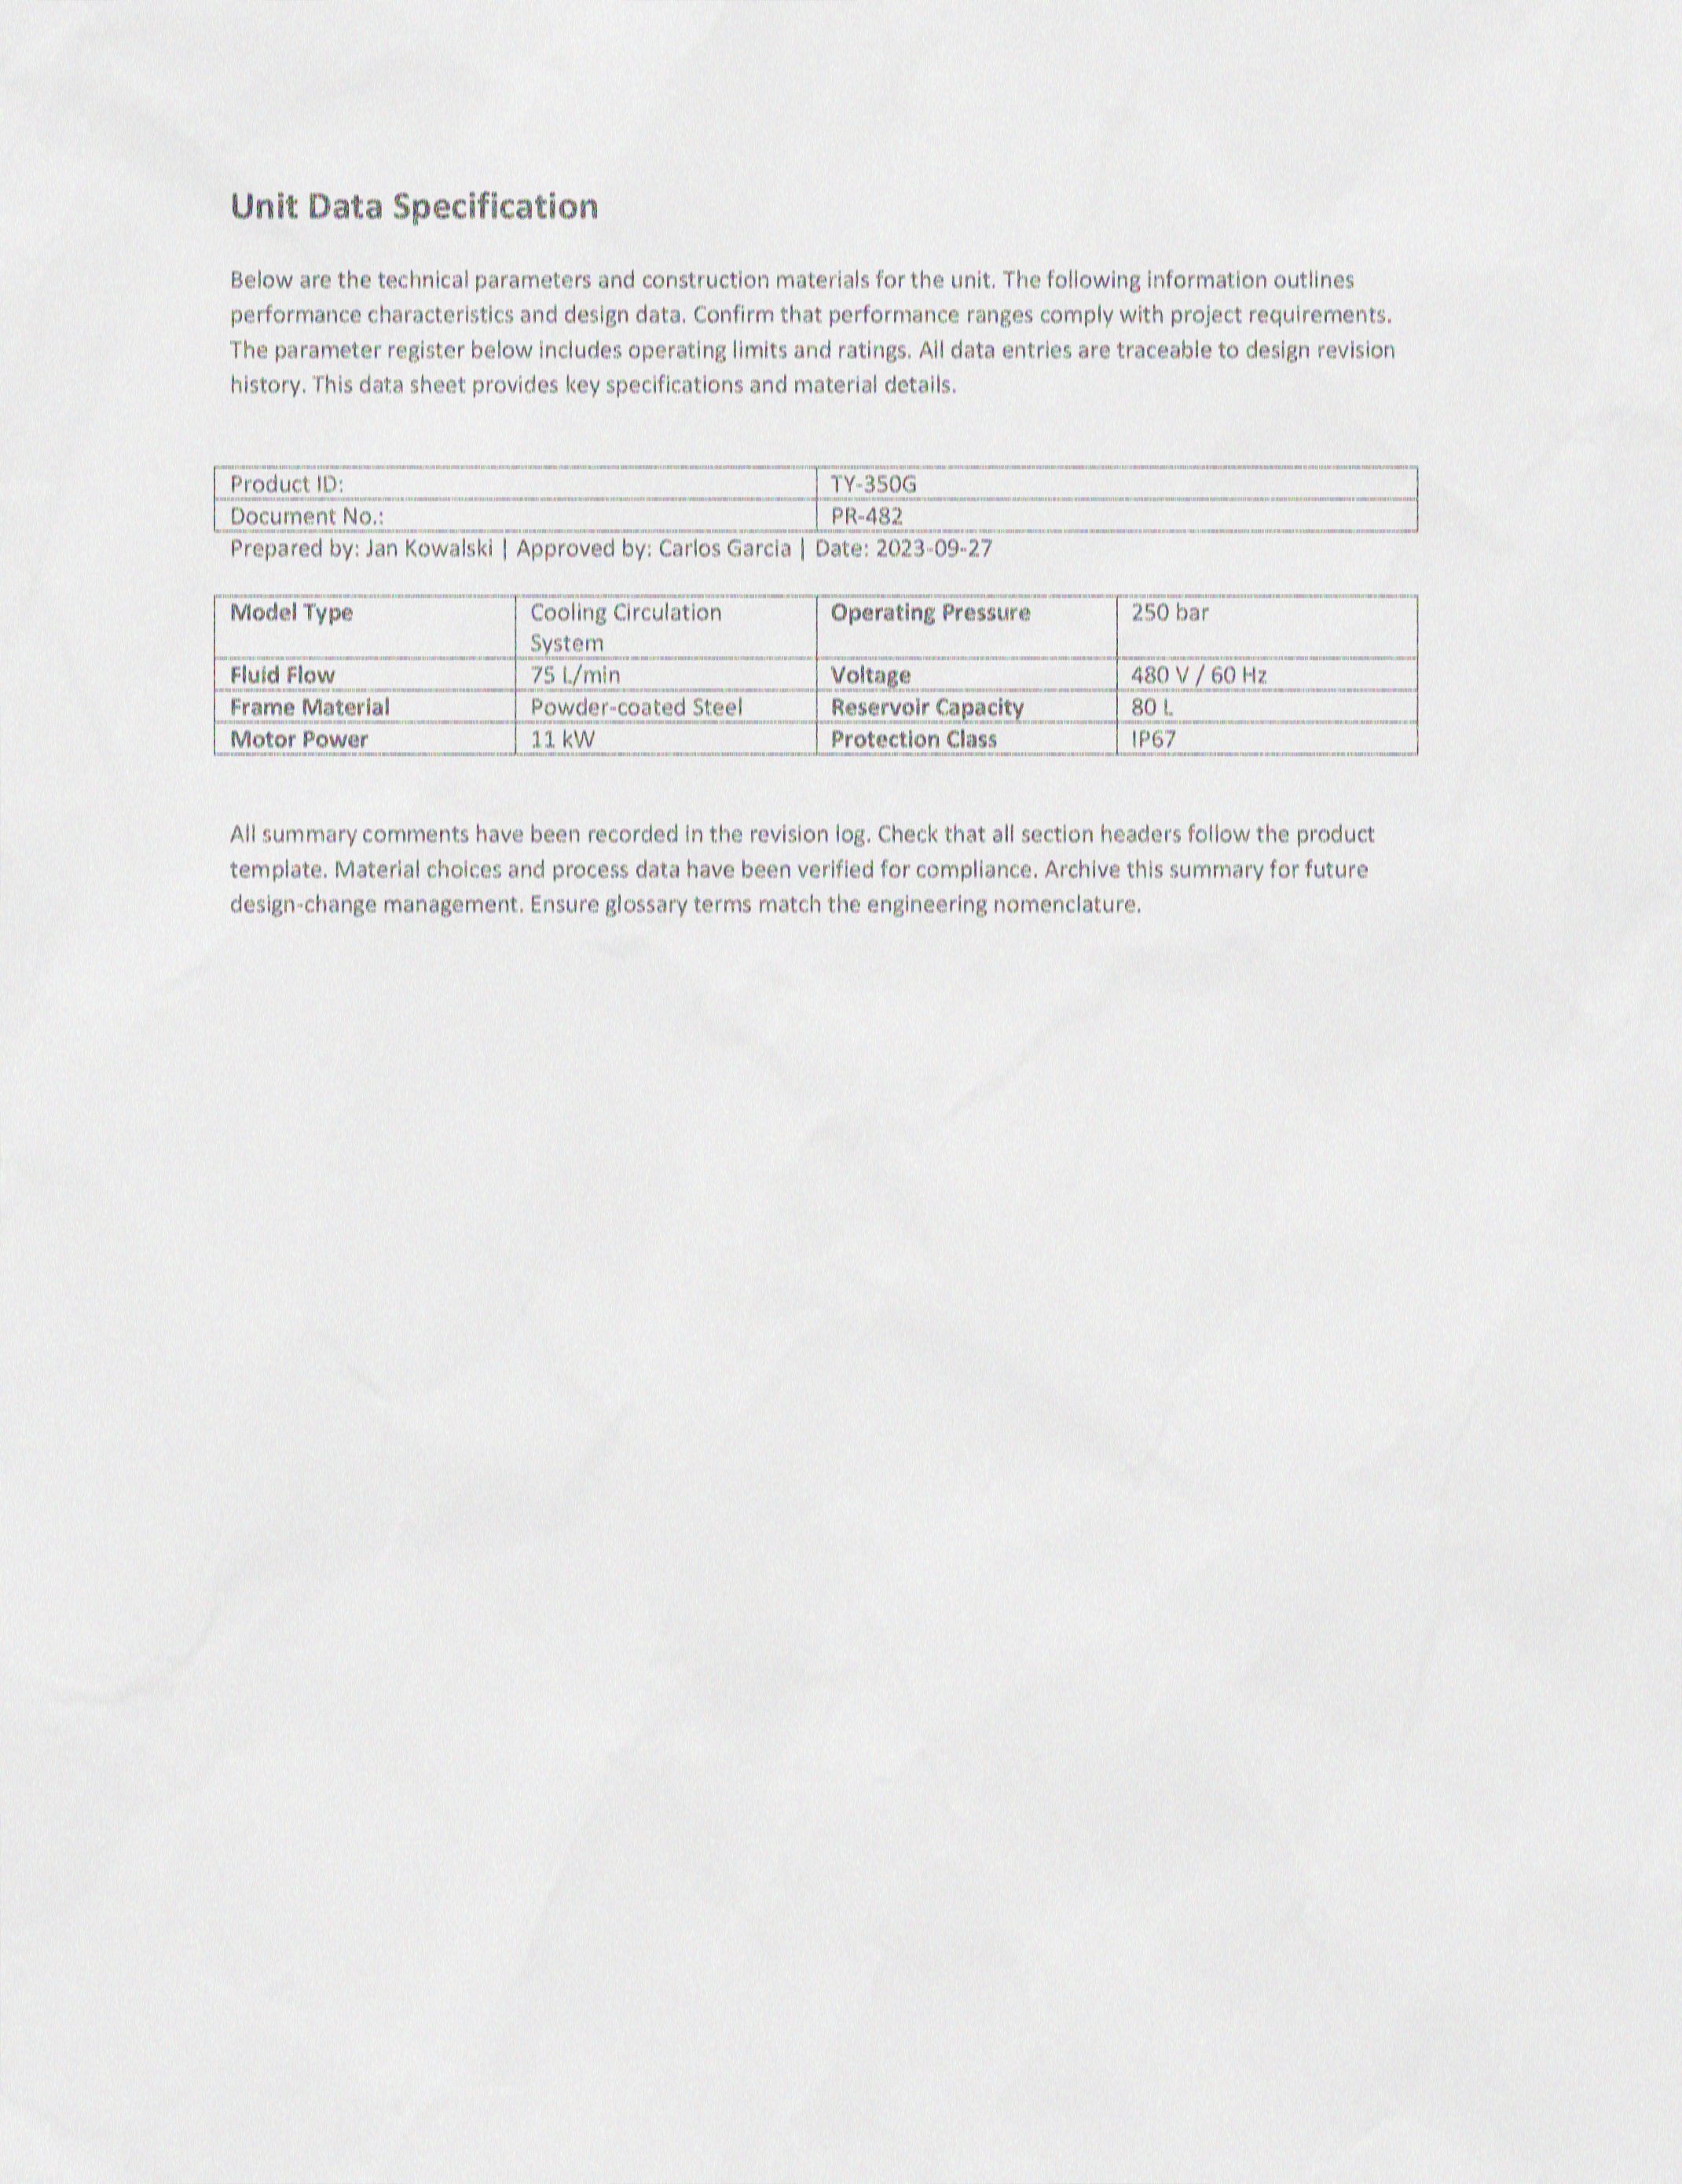 Unit Data Specification
Below are the technical parameters and construction materials for the unit. The following information outlines
performance characteristics and design data. Confirm that performance ranges comply with project requirements.
The parameter register below includes operating limits and ratings. All data entries are traceable to design revision
history. This data sheet provides key specifications and material details.
Product ID: TY-350G
Document No.: PR-482
Prepared by: Jan Kowalski | Approved by: Carlos Garcia | Date: 2023-09-27
Model Type Cooling Circulation Operating Pressure 250 bar
System
Fluid Flow 75 L/min Voltage 480 V / 60 Hz
Frame Material Powder-coated Steel Reservoir Capacity 80 L
Motor Power 11 kW Protection Class IP67
All summary comments have been recorded in the revision log. Check that all section headers follow the product
template. Material choices and process data have been verified for compliance. Archive this summary for future
design-change management. Ensure glossary terms match the engineering nomenclature.